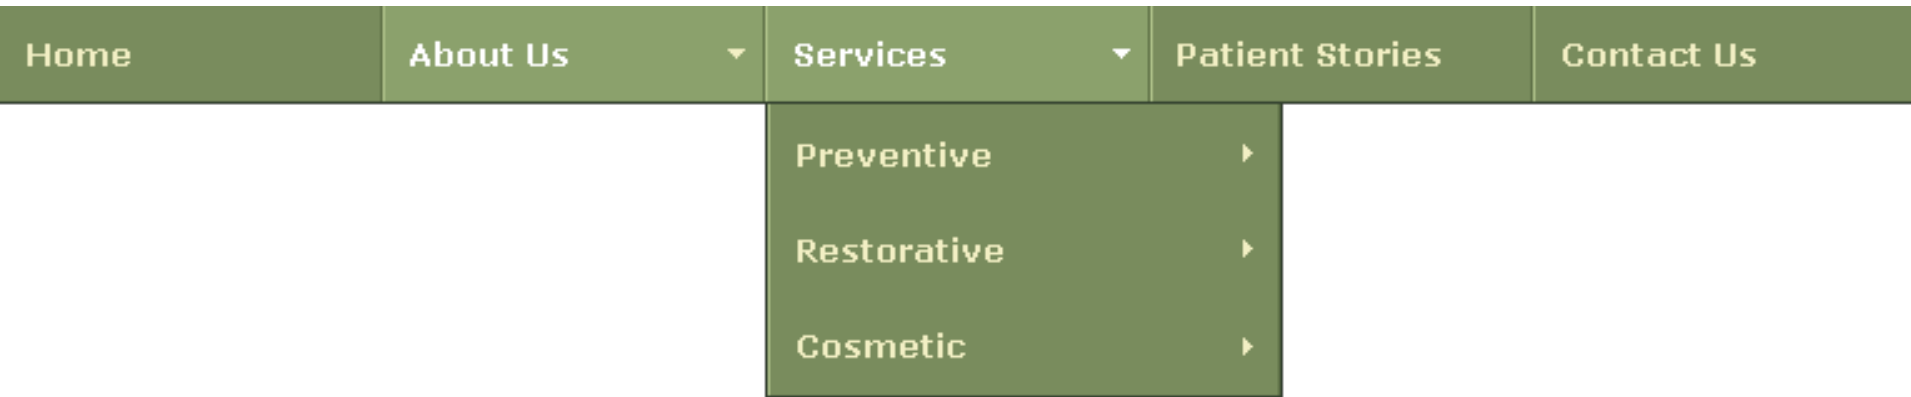 Home About Us Services Patient Stories Contact Us
Preventive
Restorative
Cosmetic